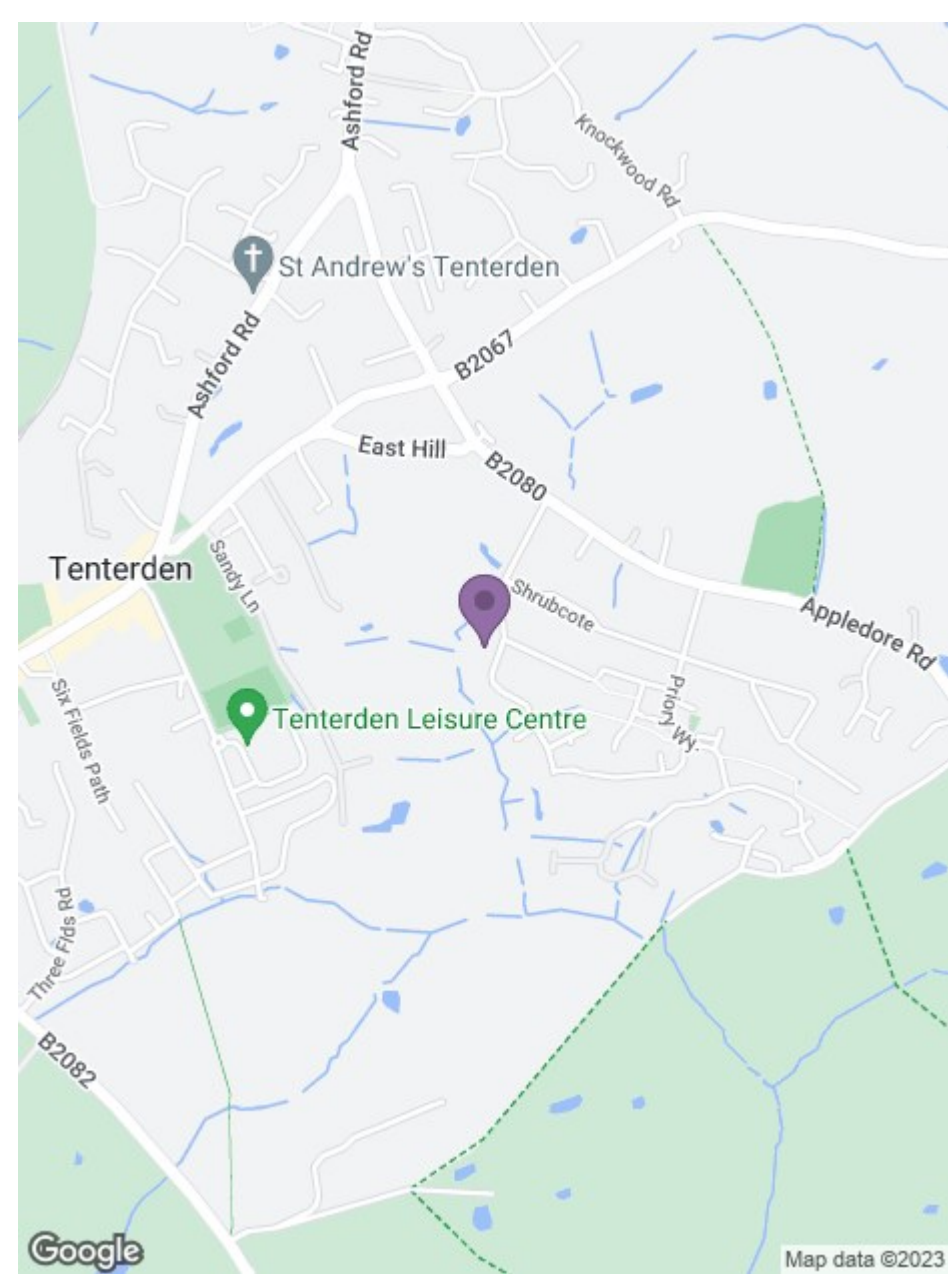 Ashford Rd
Knockwood Rd
St Andrew's Tenterden
Ashford Rd
B2067
East Hill
B2080
Tenterden
Sandy Ln
Shrubcote
Appledore Rd
Six Fields Path
Priory Wy.
Tenterden Leisure Centre
Three Flds Rd
B2082
Google
Map data ©2023